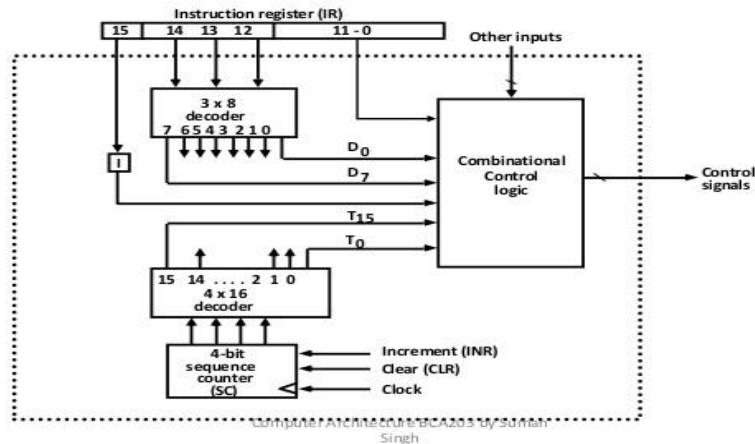 Instruction register (IR)
15 14 13 12 11 - 0
Other inputs
3 x 8
decoder
7 6 5 4 3 2 1 0
D0
I
D7
Combinational
Control
logic
Control
signals
T15
T0
15 14 . . . . 2 1 0
4 x 16
decoder
4-bit
sequence
counter
(SC)
Increment (INR)
Clear (CLR)
Clock
Computer Architecture BCA203 by Suman
Singh